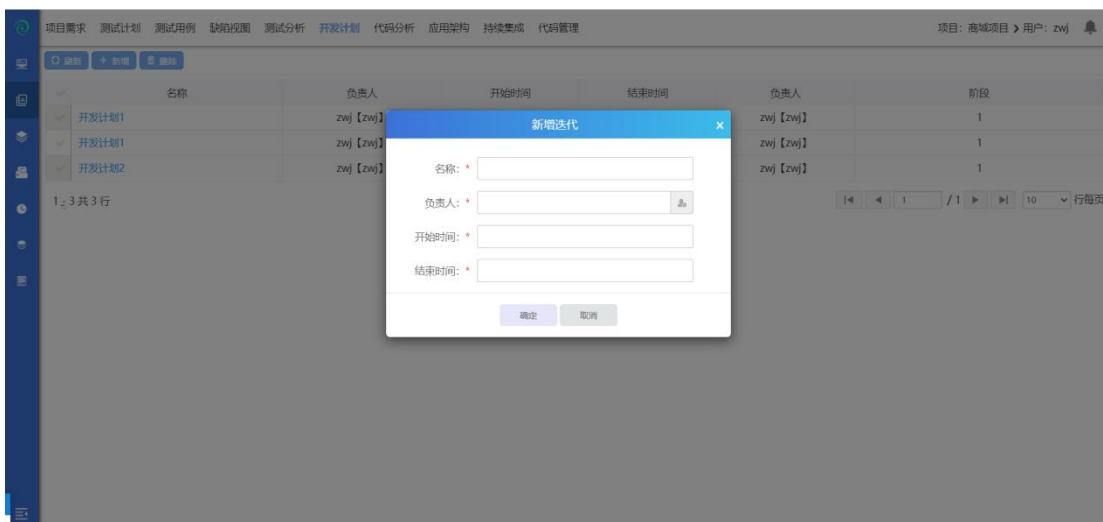 项目需求 测试计划 测试用例 缺陷视图 测试分析 开发计划 代码分析 应用架构 持续集成 代码管理 项目：商城项目 用户：zwj
刷新 + 新增 删除
名称 负责人 开始时间 结束时间 负责人 阶段
开发计划1 zwj【zwj】 zwj【zwj】 1
开发计划1 zwj【zwj】 zwj【zwj】 1
开发计划2 zwj【zwj】 zwj【zwj】 1
1 - 3 共 3 行 1 / 1 10 行每页
新增迭代 ×
名称: *
负责人: *
开始时间: *
结束时间: *
确定 取消